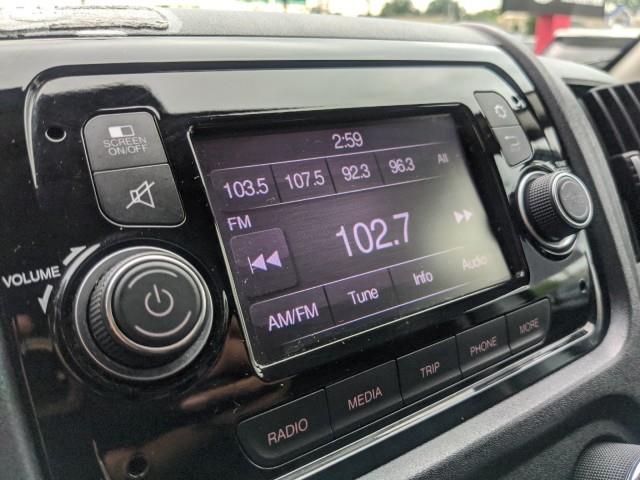 SCREEN
ON/OFF
2:59
103.5 107.5 92.3 96.3 All
FM
102.7
AM/FM Tune Info Audio
VOLUME
RADIO MEDIA TRIP PHONE MORE